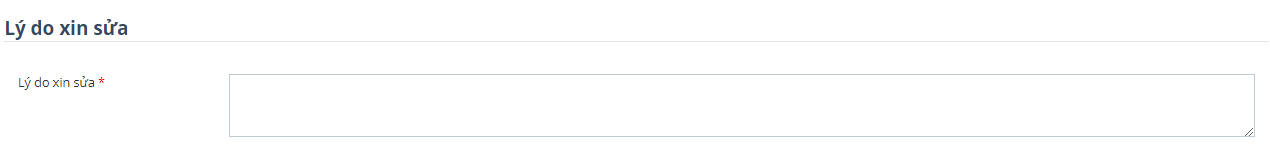 Lý do xin sửa
Lý do xin sửa *